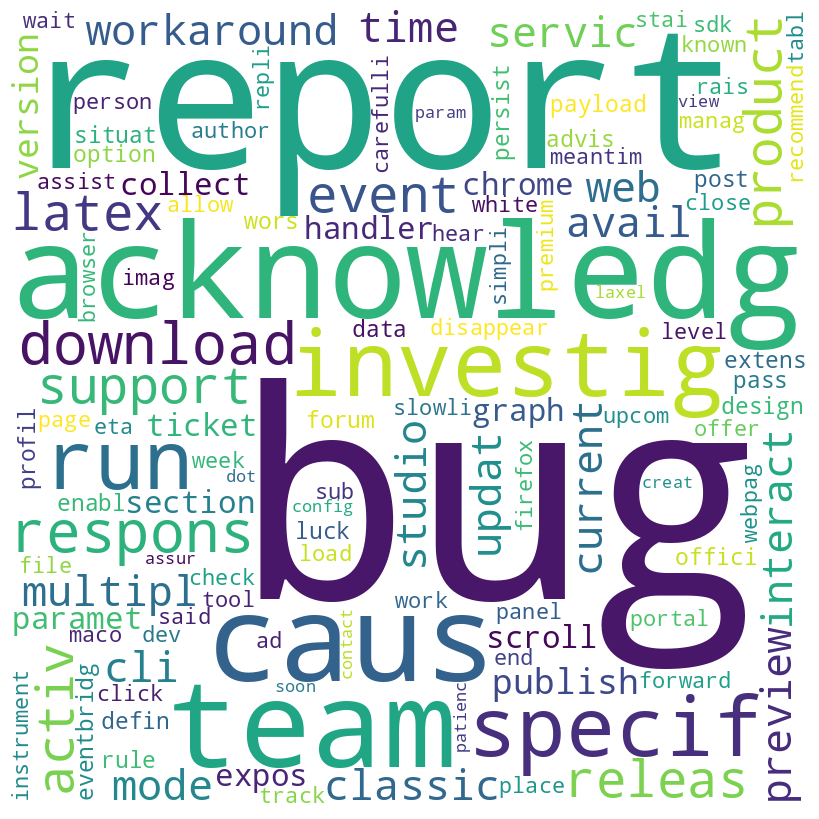 wait
workaround
time
servic
stai
sdk
known
tabl
report
version
person
repli
carefulli
param
persist
payload
rais
view
manag
product
recommend
situat
author
option
advis
meantim
assist
collect
event
chrome
web
post
close
latex
allow
wors
handler
white
hear
avail
premium
simpli
browser
imag
acknowledg
laxel
download
data
disappear
level
investig
extens
pass
support
slowli
graph
upcom
design
offer
profil
page
eta
ticket
forum
run
week
dot
bug
studio
updat
firefox
current
creat
webpag
interact
enabl
section
sub
config
luck
load
offici
respons
file
assur
check
multipl
tool
work
panel
portal
paramet
said
maco
dev
caus
ad
contact
scroll
end
preview
activ
cli
click
soon
publish
forward
patienc
instrument
eventbridg
defin
team
specif
rule
mode
expos
track
classic
place
releas